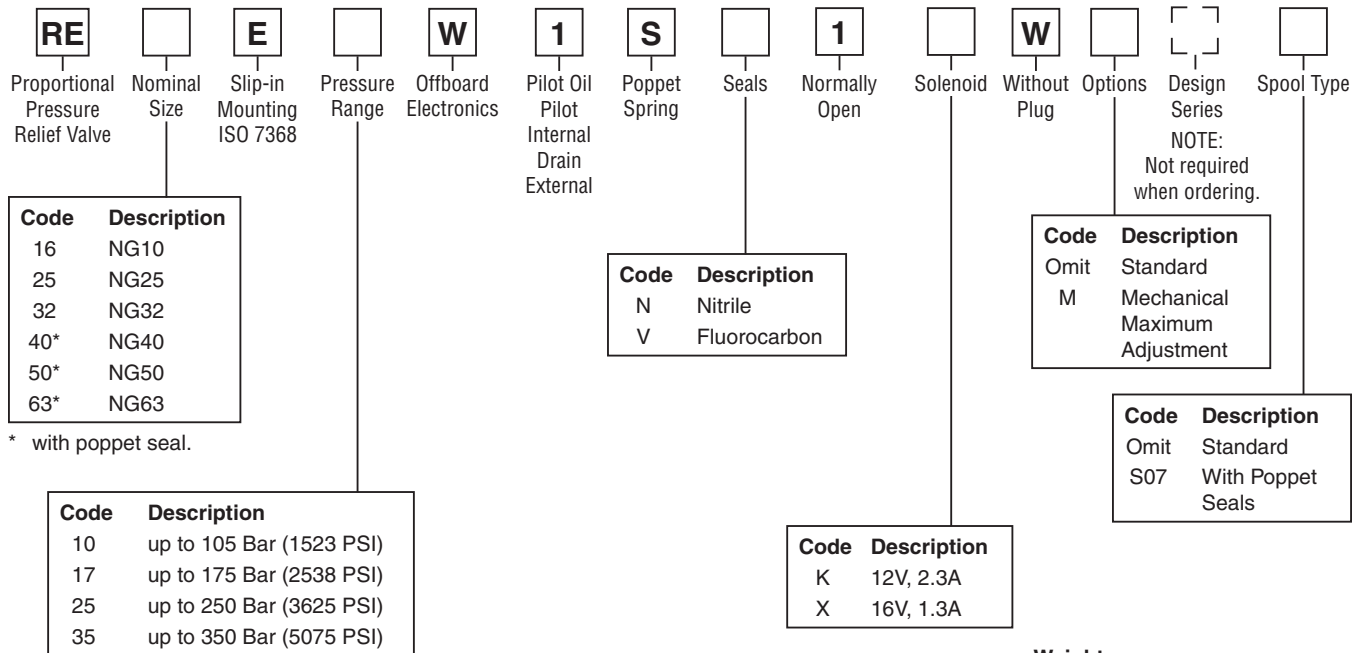 RE E W 1 S 1 W
Proportional Pressure Relief Valve
Nominal Size
Slip-in Mounting ISO 7368
Pressure Range
Offboard Electronics
Pilot Oil Pilot Internal Drain External
Poppet Spring
Seals
Normally Open
Solenoid
Without Plug
Options
Design Series
NOTE:
Not required
when ordering.
Spool Type
Code Description
16 NG10
25 NG25
32 NG32
40* NG40
50* NG50
63* NG63
* with poppet seal.
Code Description
10 up to 105 Bar (1523 PSI)
17 up to 175 Bar (2538 PSI)
25 up to 250 Bar (3625 PSI)
35 up to 350 Bar (5075 PSI)
Code Description
N Nitrile
V Fluorocarbon
Code Description
K 12V, 2.3A
X 16V, 1.3A
Code Description
Omit Standard
M Mechanical
Maximum
Adjustment
Code Description
Omit Standard
S07 With Poppet
Seals